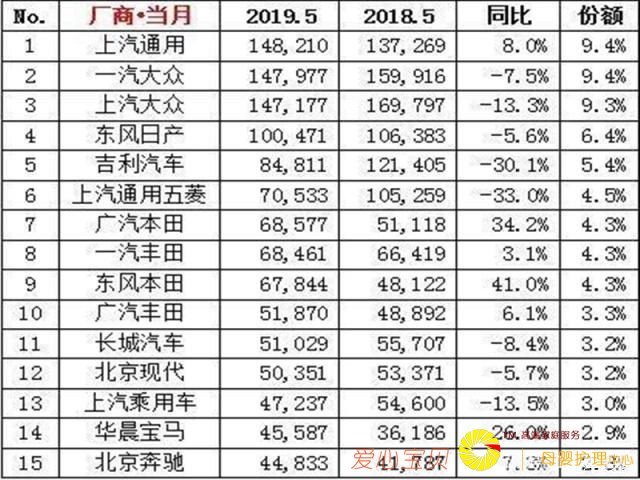 No. 厂商·当月 2019.5 2018.5 同比 份额
1 上汽通用 148,210 137,269 8.0% 9.4%
2 一汽大众 147,977 159,916 -7.5% 9.4%
3 上汽大众 147,177 169,797 -13.3% 9.3%
4 东风日产 100,471 106,383 -5.6% 6.4%
5 吉利汽车 84,811 121,405 -30.1% 5.4%
6 上汽通用五菱 70,533 105,259 -33.0% 4.5%
7 广汽本田 68,577 51,118 34.2% 4.3%
8 一汽丰田 68,461 66,419 3.1% 4.3%
9 东风本田 67,844 48,122 41.0% 4.3%
10 广汽丰田 51,870 48,892 6.1% 3.3%
11 长城汽车 51,029 55,707 -8.4% 3.2%
12 北京现代 50,351 53,371 -5.7% 3.2%
13 上汽乘用车 47,237 54,600 -13.5% 3.0%
14 华晨宝马 45,587 36,186 26.0% 2.9%
15 北京奔驰 44,833 41,787 7.3%
爱心宝贝
家庭服务
母婴护理中心